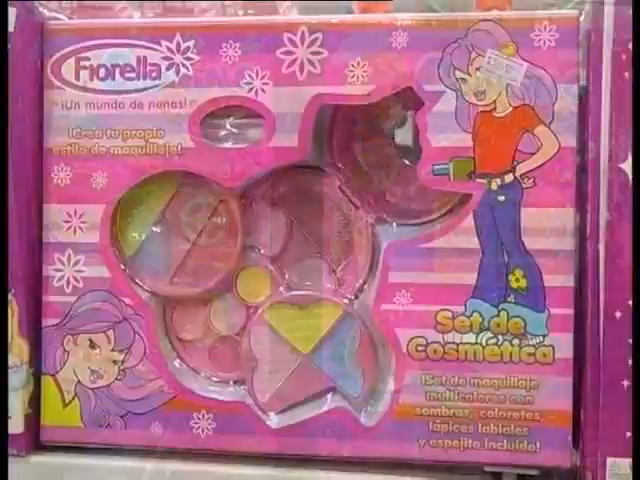 Fiorella
¡Un mundo de nenas!
¡Creá tu propio
estilo de maquillaje!
Set de
Cosmética
¡Set de maquillaje
multicolores con
sombras, coloretes,
lápices labiales
y espejito incluido!